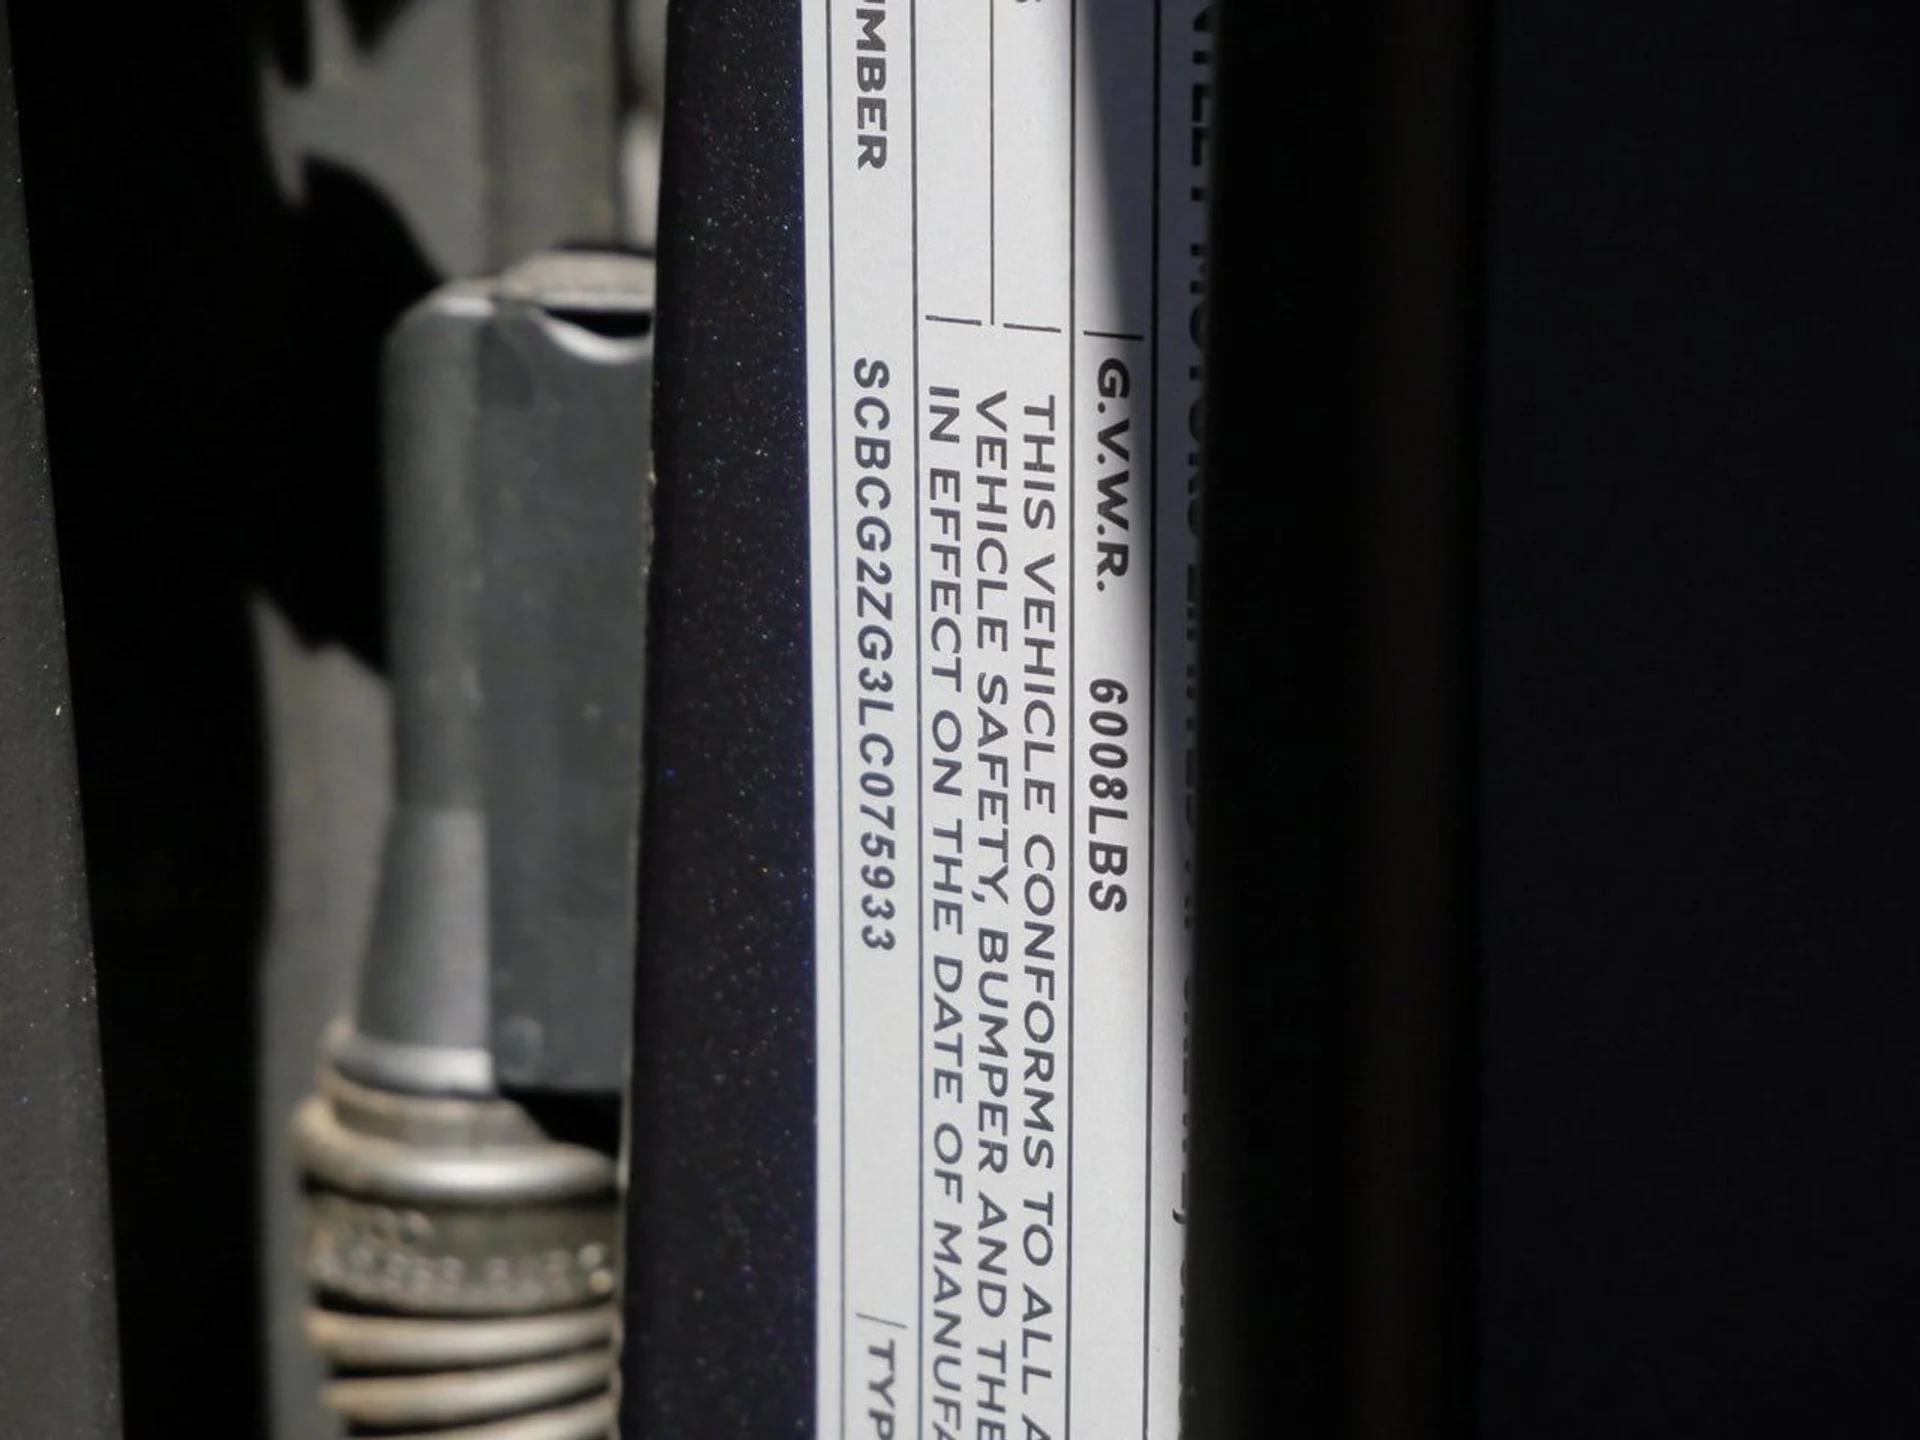 G.V.W.R. 6008LBS
THIS VEHICLE CONFORMS TO ALL
VEHICLE SAFETY, BUMPER AND THE
IN EFFECT ON THE DATE OF MANUFA
MBER SCBCG2ZG3LC075933 TYP